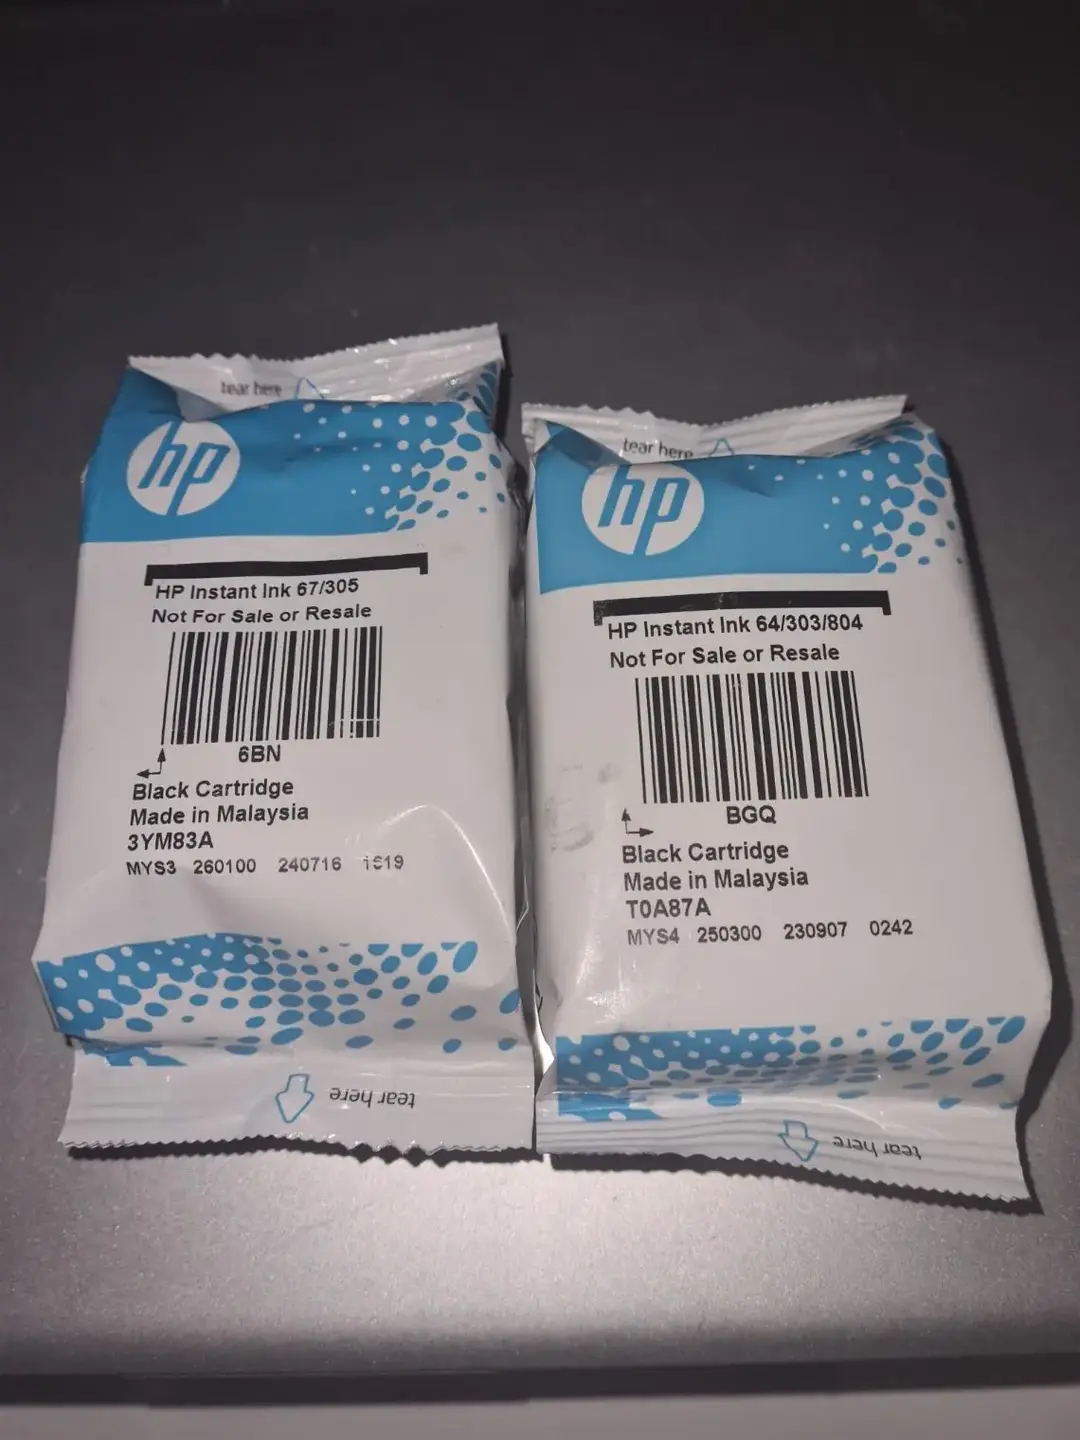 tear here
hp
HP Instant Ink 67/305
Not For Sale or Resale
6BN
Black Cartridge
Made in Malaysia
3YM83A
MYS3 260100 240716
tear here
tear here
hp
HP Instant Ink 64/303/804
Not For Sale or Resale
BGQ
Black Cartridge
Made in Malaysia
T0A87A
MYS4 250300 230907 0242
tear here